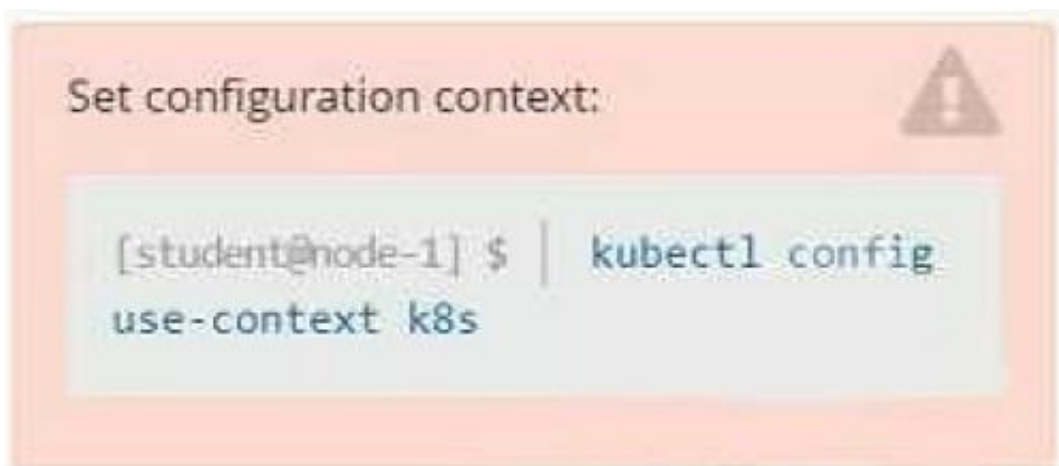 Set configuration context:
[student@node-1] $ | kubectl config
use-context k8s